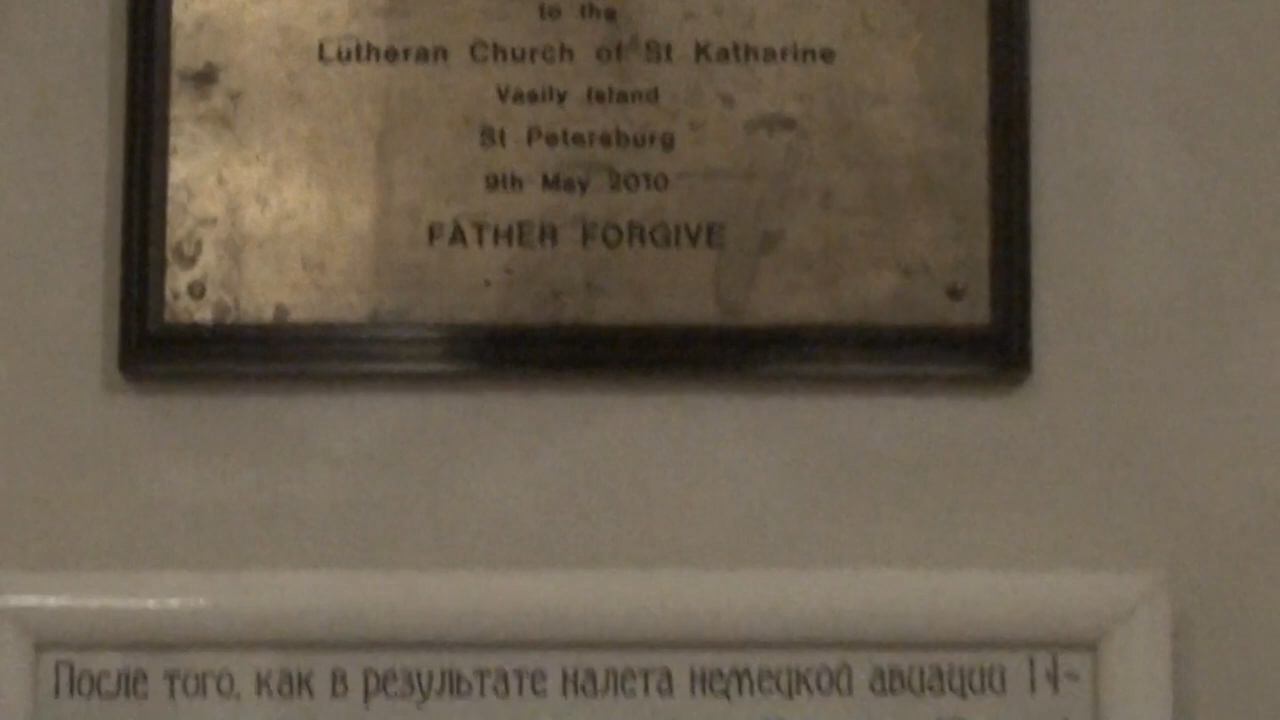 to the
Lutheran Church of St Katharine
Vasily Island
St Petersburg
9th May 2010
FATHER FORGIVE
После того, как в результате налета немецкой авиации 14-